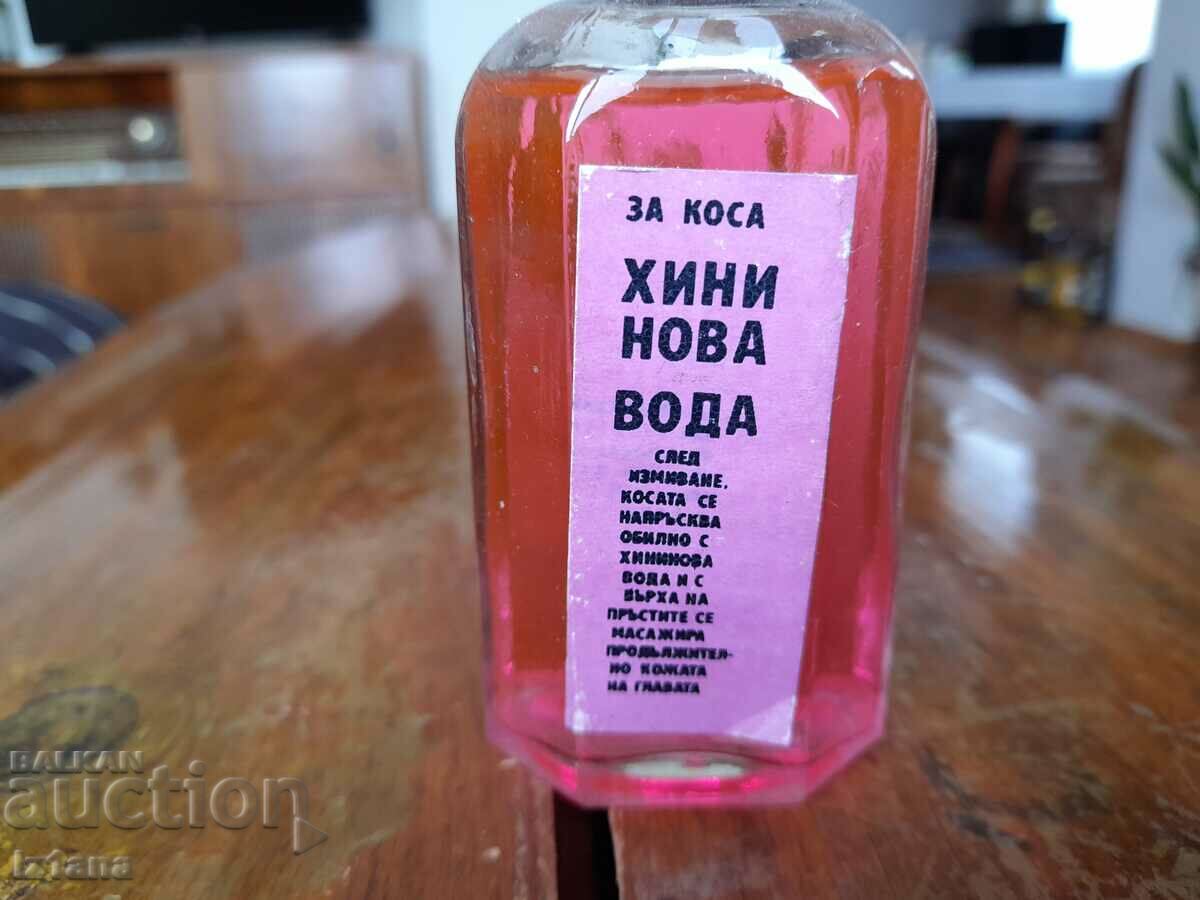 ЗА КОСА
ХИНИ
НОВА
ВОДА
СЛЕД
ИЗМИВАНЕ,
КОСАТА СЕ
НАПРЪСКВА
ОБИЛНО С
ХИНИНОВА
ВОДА И С
ВЪРХА НА
ПРЪСТИТЕ СЕ
МАСАЖИРА
ПРОДЪЛЖИТЕЛ-
НО КОЖАТА
НА ГЛАВАТА
BALKAN
auction
iz1ana